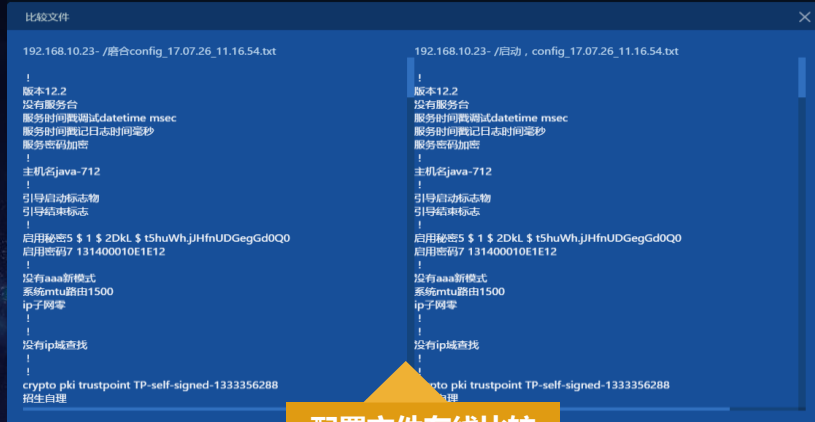 比较文件
192.168.10.23- /磨合config_17.07.26_11.16.54.txt
!
版本12.2
没有服务台
服务时间戳调试datetime msec
服务时间戳记日志时间毫秒
服务密码加密
!
主机名java-712
!
引导启动标志物
引导结束标志
!
启用秘密5 $ 1 $ 2DkL $ t5huWh.jJHfnUDGegGd0Q0
启用密码7 131400010E1E12
!
没有aaa新模式
系统mtu路由1500
ip子网零
!
!
没有ip域查找
!
!
crypto pki trustpoint TP-self-signed-1333356288
招生自理
192.168.10.23- /启动，config_17.07.26_11.16.54.txt
!
版本12.2
没有服务台
服务时间戳调试datetime msec
服务时间戳记日志时间毫秒
服务密码加密
!
主机名java-712
!
引导启动标志物
引导结束标志
!
启用秘密5 $ 1 $ 2DkL $ t5huWh.jJHfnUDGegGd0Q0
启用密码7 131400010E1E12
!
没有aaa新模式
系统mtu路由1500
ip子网零
!
!
没有ip域查找
!
!
pto pki trustpoint TP-self-signed-1333356288
理
配置文件在线比较